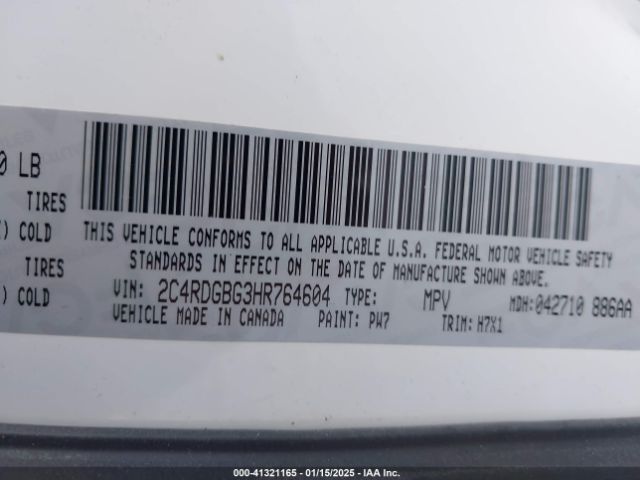 0 LB
TIRES
) COLD
TIRES
) COLD
THIS VEHICLE CONFORMS TO ALL APPLICABLE U.S.A. FEDERAL MOTOR VEHICLE SAFETY
STANDARDS IN EFFECT ON THE DATE OF MANUFACTURE SHOWN ABOVE.
VIN: 2C4RDGBG3HR764604 TYPE: MPV MDH:042710 886AA
VEHICLE MADE IN CANADA PAINT: PW7 TRIM: H7X1
000-41321165 - 01/15/2025 - IAA Inc.